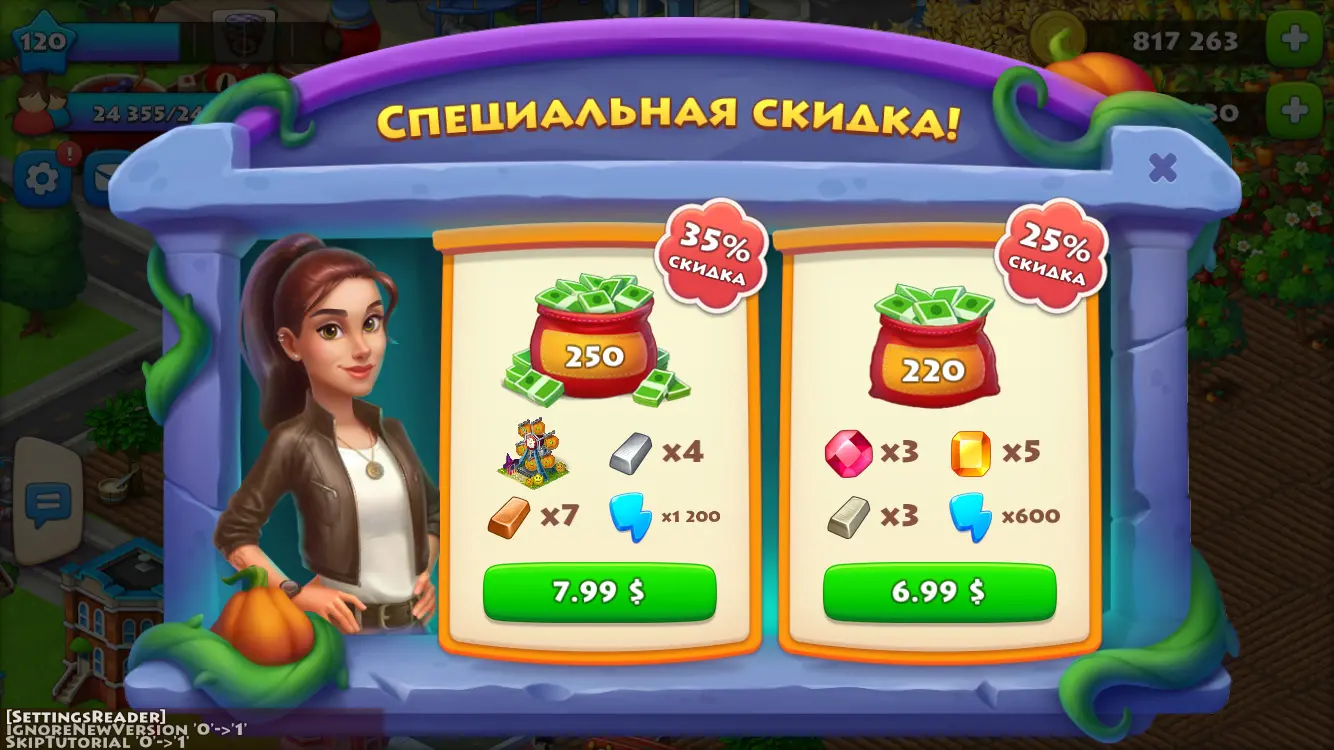 120
817 263
24 355/24
30
СПЕЦИАЛЬНАЯ СКИДКА!
35%
СКИДКА
25%
СКИДКА
250
220
x4
x7
x1 200
x3
x5
x3
x600
7.99 $
6.99 $
[SettingsReader]
IgnoreNewVersion '0'->'1'
SkipTutorial '0'->'1'